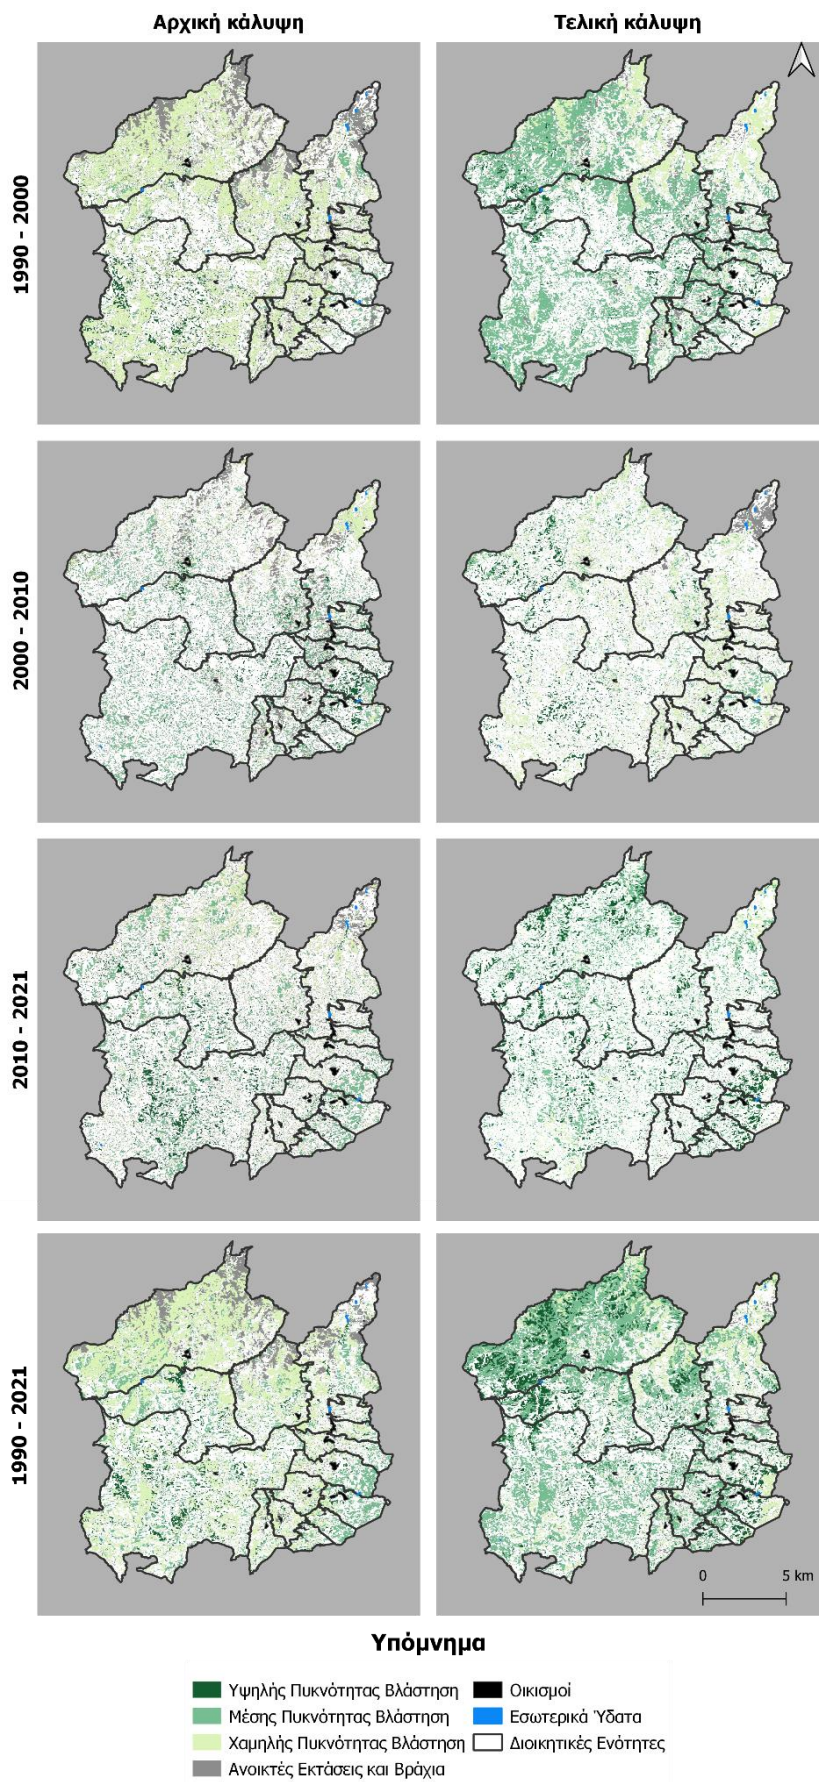 Αρχική κάλυψη
Τελική κάλυψη
1990 - 2000
2000 - 2010
2010 - 2021
1990 - 2021
0 5 km
Υπόμνημα
Υψηλής Πυκνότητας Βλάστηση
Μέσης Πυκνότητας Βλάστηση
Χαμηλής Πυκνότητας Βλάστηση
Ανοικτές Εκτάσεις και Βράχια
Οικισμοί
Εσωτερικά Ύδατα
Διοικητικές Ενότητες